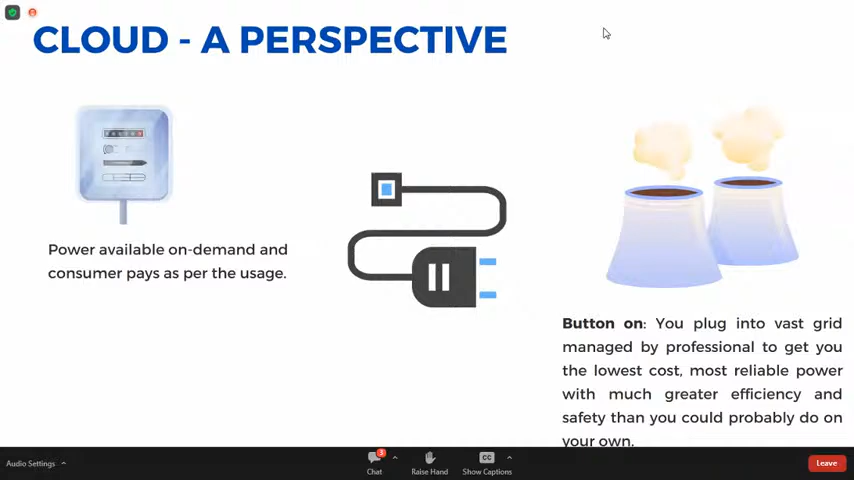 CLOUD - A PERSPECTIVE
Power available on-demand and
consumer pays as per the usage.
Button on: You plug into vast grid
managed by professional to get you
the lowest cost, most reliable power
with much greater efficiency and
safety than you could probably do on
your own.
Audio Settings
3
Chat
Raise Hand
CC
Show Captions
Leave